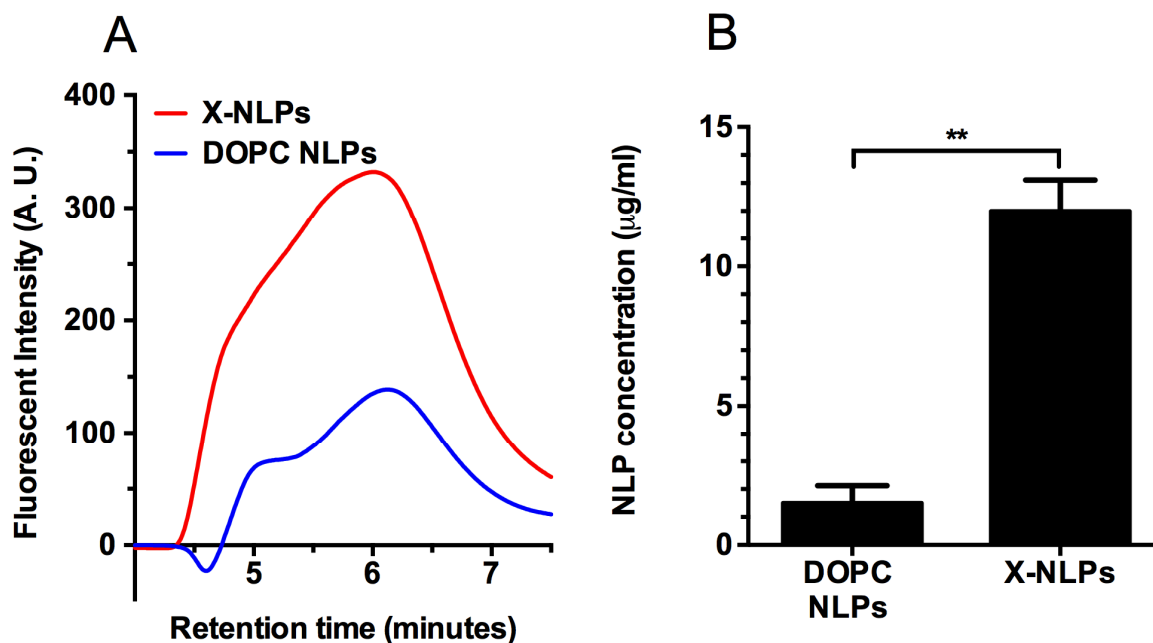 A
Fluorescent Intensity (A. U.)
400
300
200
100
0
X-NLPs
DOPC NLPs
5 6 7
Retention time (minutes)
B
NLP concentration (μg/ml)
15
10
5
0
**
DOPC
NLPs
X-NLPs